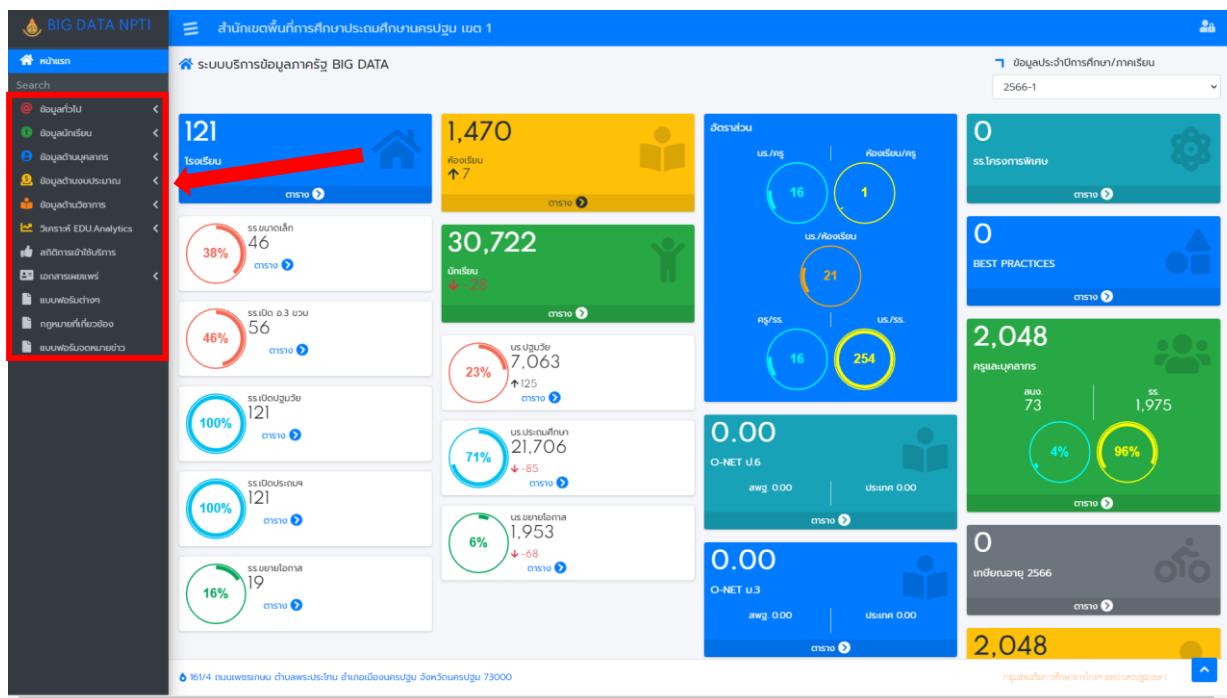 BIG DATA NPT1
สำนักเขตพื้นที่การศึกษาประถมศึกษานครปฐม เขต 1
หน้าแรก
Search
ข้อมูลทั่วไป
ข้อมูลนักเรียน
ข้อมูลด้านบุคลากร
ข้อมูลด้านงบประมาณ
ข้อมูลด้านวิชาการ
วิเคราะห์ EDU.Analytics
สถิติการเข้าใช้บริการ
เอกสารเผยแพร่
แบบฟอร์มต่างๆ
กฎหมายที่เกี่ยวข้อง
แบบฟอร์มจดหมายข่าว
ระบบบริการข้อมูลภาครัฐ BIG DATA
ข้อมูลประจำปีการศึกษา/ภาคเรียน
2566-1
121
โรงเรียน
ตาราง
38%
รร.ขนาดเล็ก
46
ตาราง
46%
รร.เปิด อ.3 ขวบ
56
ตาราง
100%
รร.เปิดปฐมวัย
121
ตาราง
100%
รร.เปิดประถมฯ
121
ตาราง
16%
รร.ขยายโอกาส
19
ตาราง
1,470
ห้องเรียน
7
ตาราง
30,722
นักเรียน
-28
ตาราง
23%
นร.ปฐมวัย
7,063
125
ตาราง
71%
นร.ประถมศึกษา
21,706
-85
ตาราง
6%
นร.ขยายโอกาส
1,953
-68
ตาราง
อัตราส่วน
นร./ครู
ห้องเรียน/ครู
16
1
นร./ห้องเรียน
21
ครู/รร.
นร./รร.
16
254
0.00
O-NET ป.6
สพฐ. 0.00
ประเทศ 0.00
ตาราง
0.00
O-NET ม.3
สพฐ. 0.00
ประเทศ 0.00
ตาราง
0
รร.โครงการพิเศษ
ตาราง
0
BEST PRACTICES
ตาราง
2,048
ครูและบุคลากร
สนง.
73
รร.
1,975
4%
96%
ตาราง
0
เกษียณอายุ 2566
ตาราง
2,048
161/4 ถนนเพชรเกษม ตำบลพระประโทน อำเภอเมืองนครปฐม จังหวัดนครปฐม 73000